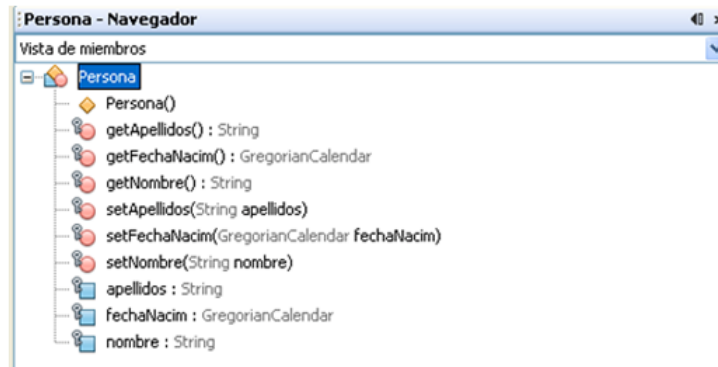 Persona - Navegador
Vista de miembros
Persona
Persona()
getApellidos() : String
getFechaNacim() : GregorianCalendar
getNombre() : String
setApellidos(String apellidos)
setFechaNacim(GregorianCalendar fechaNacim)
setNombre(String nombre)
apellidos : String
fechaNacim : GregorianCalendar
nombre : String